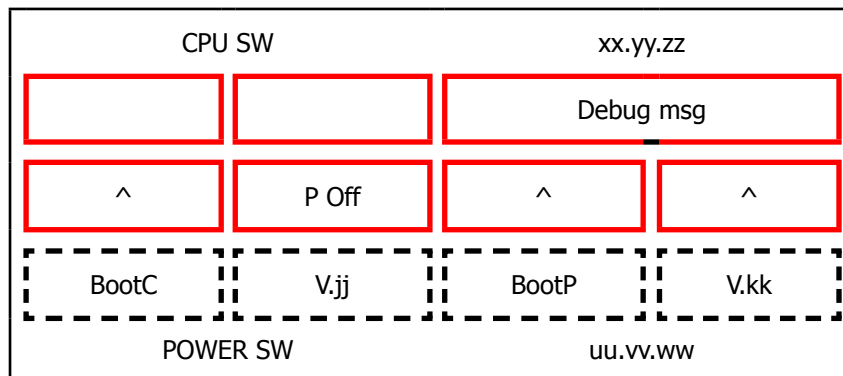 CPU SW xx.yy.zz
Debug msg
^ P Off ^ ^
BootC V.jj BootP V.kk
POWER SW uu.vv.ww